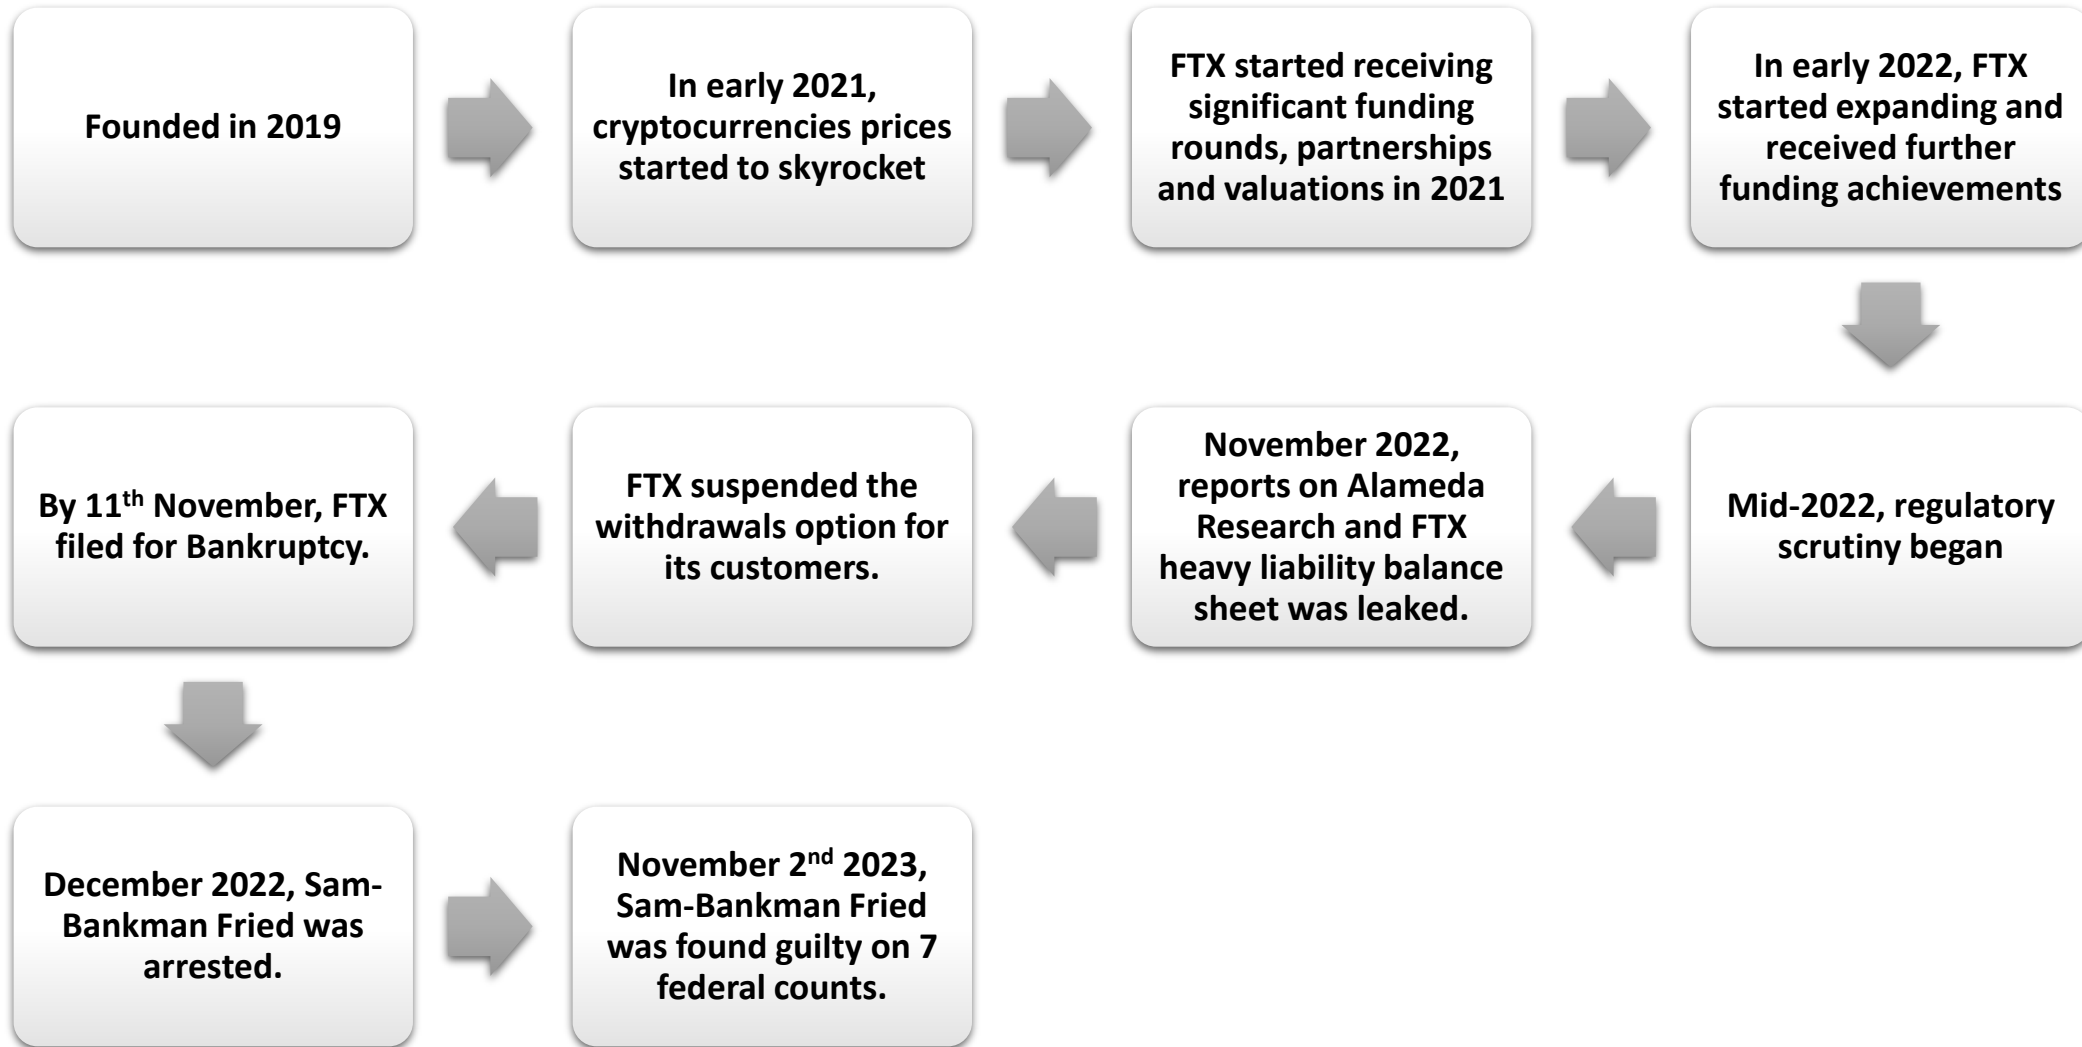 Founded in 2019
In early 2021,
cryptocurrencies prices
started to skyrocket
FTX started receiving
significant funding
rounds, partnerships
and valuations in 2021
In early 2022, FTX
started expanding and
received further
funding achievements
Mid-2022, regulatory
scrutiny began
November 2022,
reports on Alameda
Research and FTX
heavy liability balance
sheet was leaked.
FTX suspended the
withdrawals option for
its customers.
By 11th November, FTX
filed for Bankruptcy.
December 2022, Sam-
Bankman Fried was
arrested.
November 2nd 2023,
Sam-Bankman Fried
was found guilty on 7
federal counts.